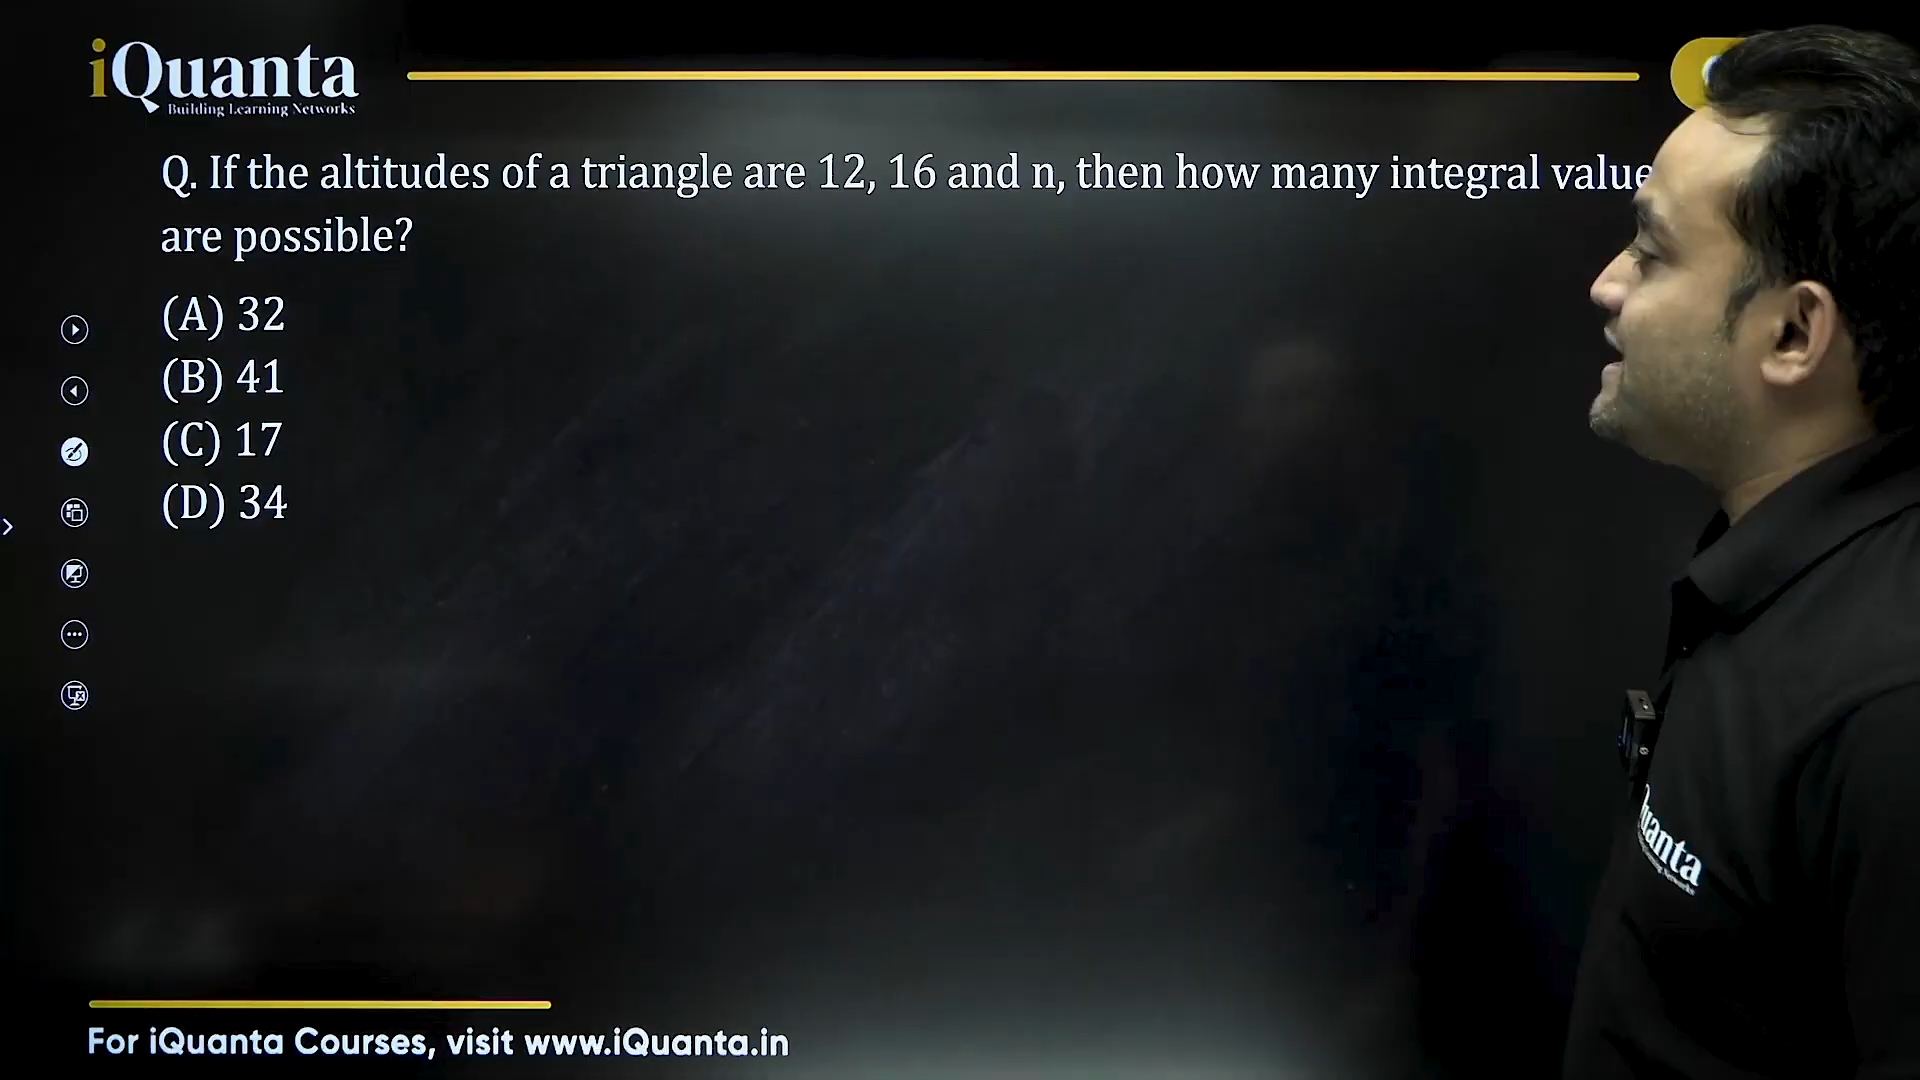 iQuanta
Building Learning Networks
Q. If the altitudes of a triangle are 12, 16 and n, then how many integral value
are possible?
(A) 32
(B) 41
(C) 17
(D) 34
uanta
For iQuanta Courses, visit www.iQuanta.in